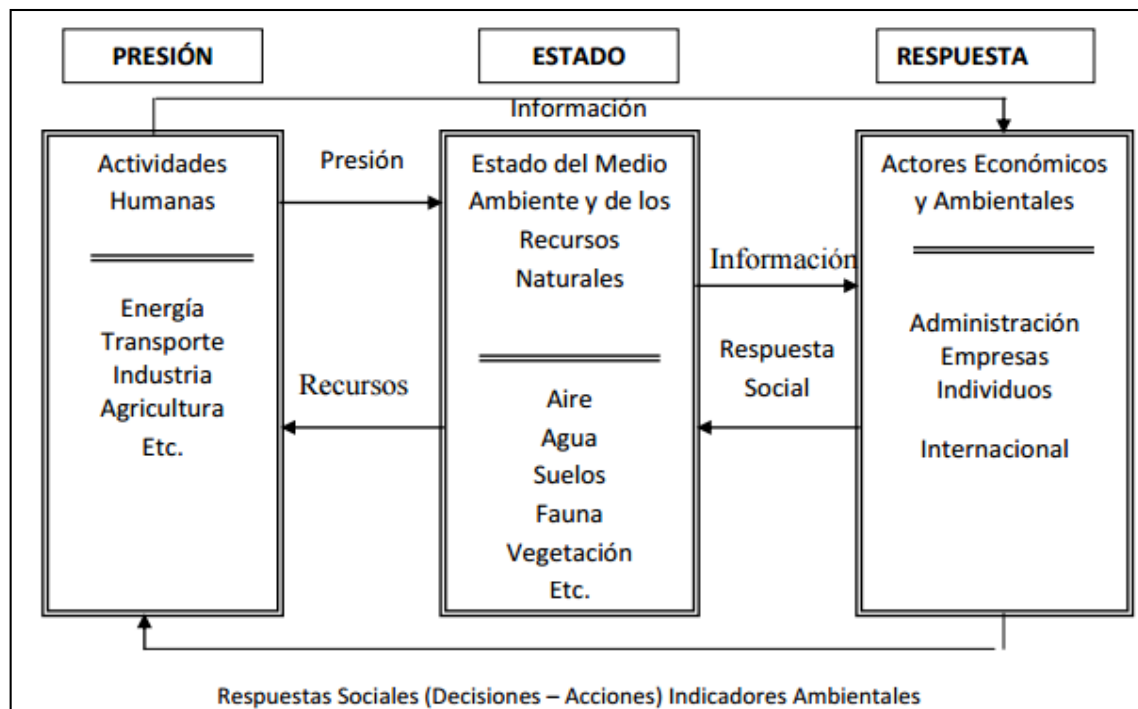 PRESIÓN
ESTADO
RESPUESTA
Información
Actividades
Humanas
Energía
Transporte
Industria
Agricultura
Etc.
Presión
Recursos
Estado del Medio
Ambiente y de los
Recursos
Naturales
Aire
Agua
Suelos
Fauna
Vegetación
Etc.
Información
Respuesta
Social
Actores Económicos
y Ambientales
Administración
Empresas
Individuos
Internacional
Respuestas Sociales (Decisiones – Acciones) Indicadores Ambientales